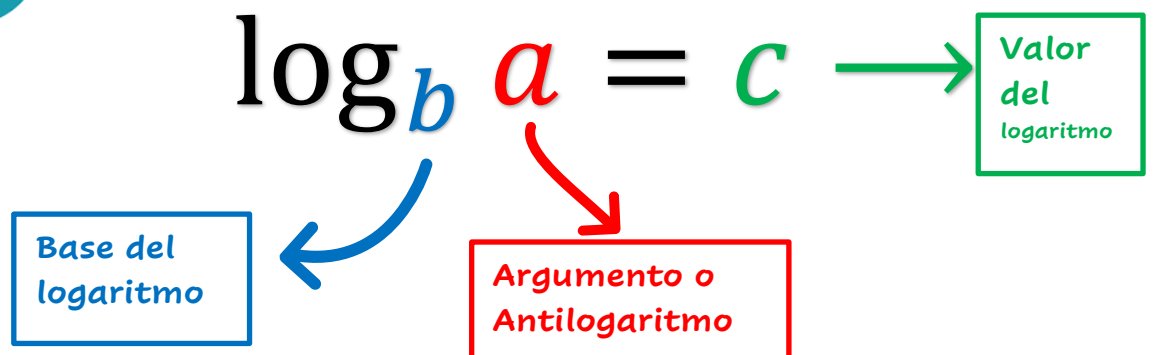 log_b a = c
Valor
del
logaritmo
Base del
logaritmo
Argumento o
Antilogaritmo